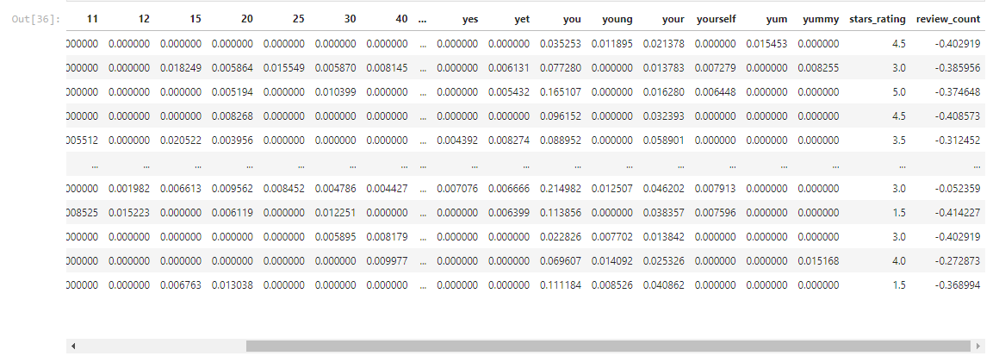 Out[36]:
11 12 15 20 25 30 40 ... yes yet you young your yourself yum yummy stars_rating review_count
000000 0.000000 0.000000 0.000000 0.000000 0.000000 0.000000 ... 0.000000 0.000000 0.035253 0.011895 0.021378 0.000000 0.015453 0.000000 4.5 -0.402919
000000 0.000000 0.018249 0.005864 0.015549 0.005870 0.008145 ... 0.000000 0.006131 0.077280 0.000000 0.013783 0.007279 0.000000 0.008255 3.0 -0.385956
000000 0.000000 0.000000 0.005194 0.000000 0.010399 0.000000 ... 0.000000 0.005432 0.165107 0.000000 0.016280 0.006448 0.000000 0.000000 5.0 -0.374648
000000 0.000000 0.000000 0.008268 0.000000 0.000000 0.000000 ... 0.000000 0.000000 0.096152 0.000000 0.032393 0.000000 0.000000 0.000000 4.5 -0.408573
005512 0.000000 0.020522 0.003956 0.000000 0.000000 0.000000 ... 0.004392 0.008274 0.088952 0.000000 0.058901 0.000000 0.000000 0.000000 3.5 -0.312452
... ... ... ... ... ... ... ... ... ... ... ... ... ... ... ... ... ...
000000 0.001982 0.006613 0.009562 0.008452 0.004786 0.004427 ... 0.007076 0.006666 0.214982 0.012507 0.046202 0.007913 0.000000 0.000000 3.0 -0.052359
008525 0.015223 0.000000 0.006119 0.000000 0.012251 0.000000 ... 0.000000 0.006399 0.113856 0.000000 0.038357 0.007596 0.000000 0.000000 1.5 -0.414227
000000 0.000000 0.000000 0.000000 0.000000 0.005895 0.008179 ... 0.000000 0.000000 0.022826 0.007702 0.013842 0.000000 0.000000 0.000000 3.0 -0.402919
000000 0.000000 0.000000 0.000000 0.000000 0.000000 0.009977 ... 0.000000 0.000000 0.069607 0.014092 0.025326 0.000000 0.000000 0.015168 4.0 -0.272873
000000 0.000000 0.006763 0.013038 0.000000 0.000000 0.000000 ... 0.000000 0.000000 0.111184 0.008526 0.040862 0.000000 0.000000 0.000000 1.5 -0.368994